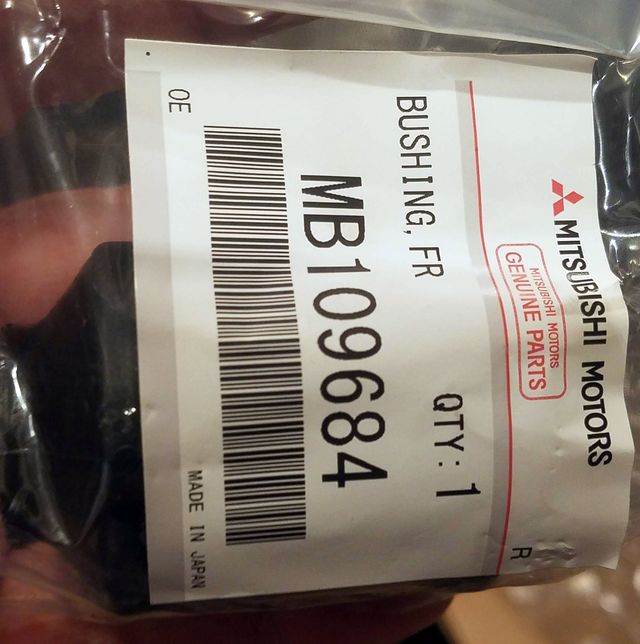 MITSUBISHI MOTORS
MITSUBISHI MOTORS
GENUINE PARTS
R
BUSHING, FR
QTY: 1
MB109684
OE
MADE IN JAPAN